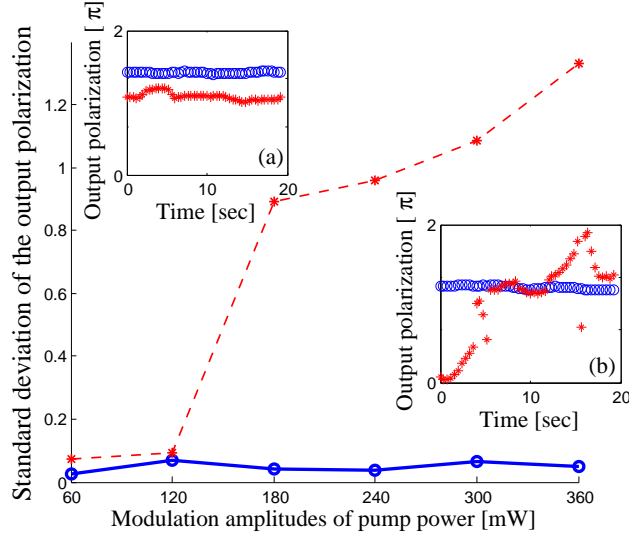 Standard deviation of the output polarization
1.2
1
0.8
0.6
0.4
0.2
0
60
120
180
240
300
360
Modulation amplitudes of pump power [mW]
Output polarization [ π]
2
0
0
10
20
(a)
Time [sec]
Output polarization [ π]
2
0
0
10
20
(b)
Time [sec]